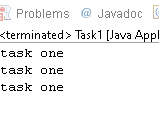 Problems @ Javadoc
<terminated> Task1 [Java Appl
task one
task one
task one